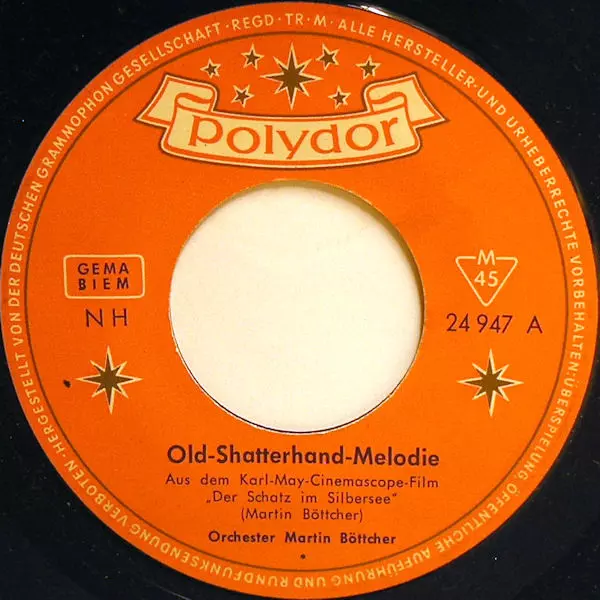 HERGESTELLT VON DER DEUTSCHEN GRAMMOPHON GESELLSCHAFT · REGD · TR · M · ALLE HERSTELLER- UND URHEBERRECHTE VORBEHALTEN: ÜBERSPIELUNG, ÖFFENTLICHE AUFFÜHRUNG UND RUNDFUNKSENDUNG VERBOTEN ·
polydor
GEMA
BIEM
NH
M
45
24 947 A
Old-Shatterhand-Melodie
Aus dem Karl-May-Cinemascope-Film
„Der Schatz im Silbersee“
(Martin Böttcher)
Orchester Martin Böttcher